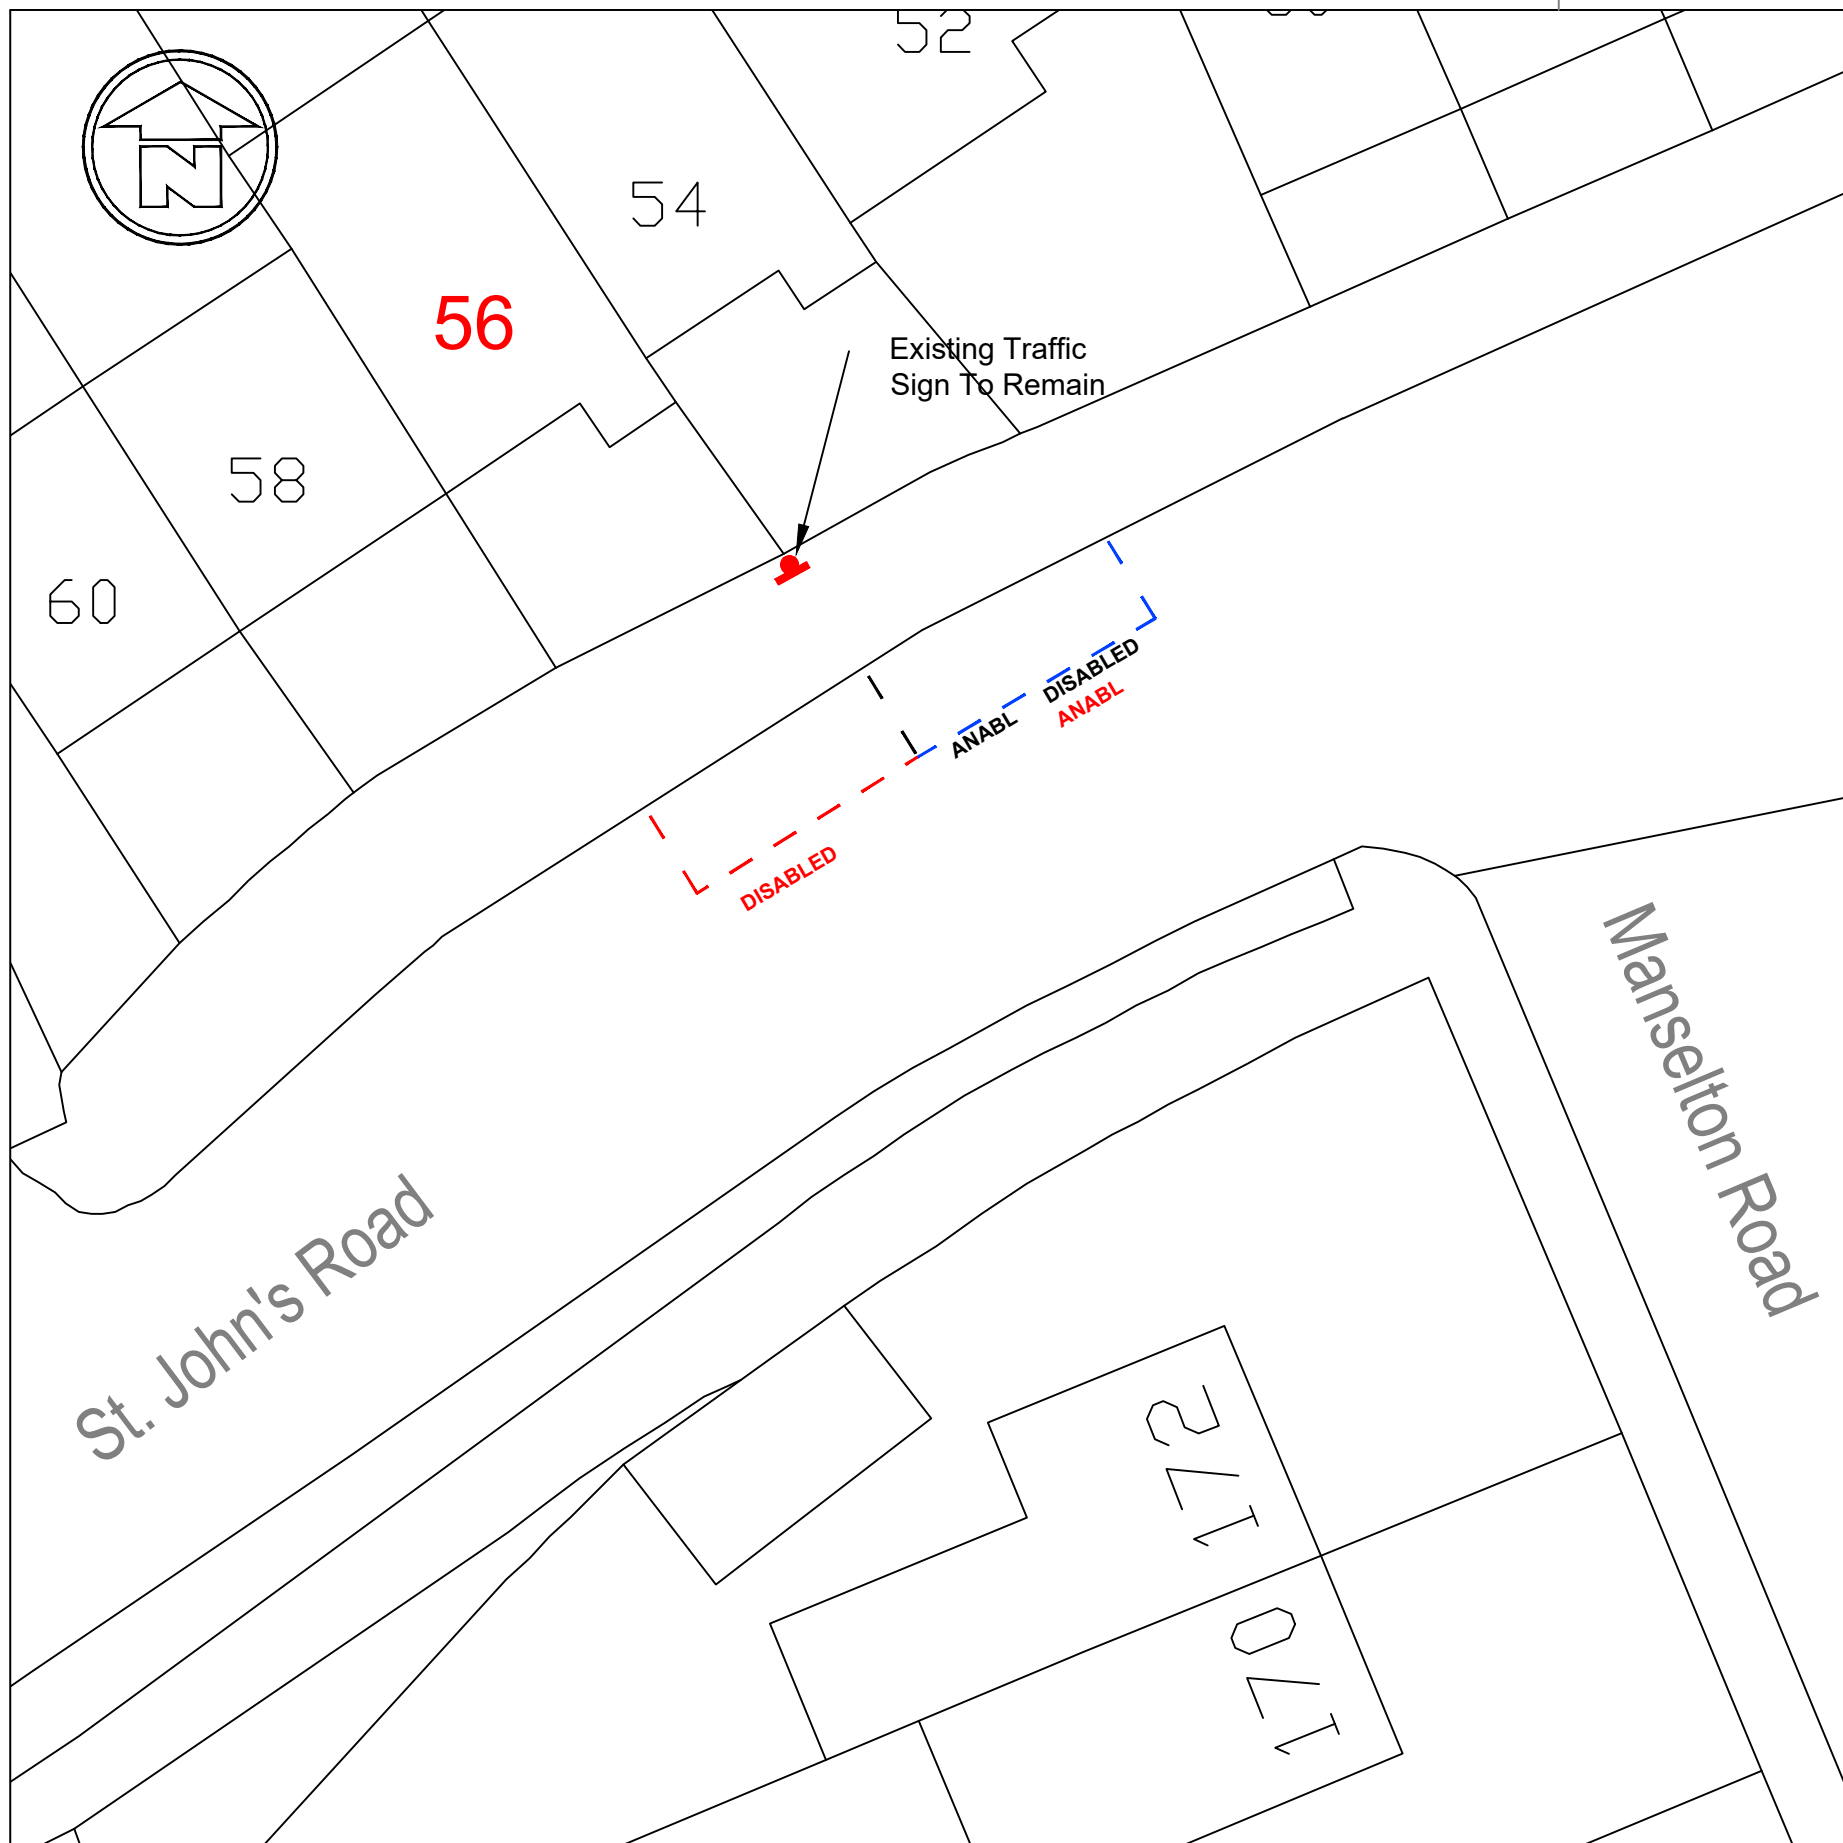 52
N
54
56
Existing Traffic
Sign To Remain
58
60
DISABLED
ANABL
ANABL
DISABLED
Manselton Road
St. John's Road
172
170